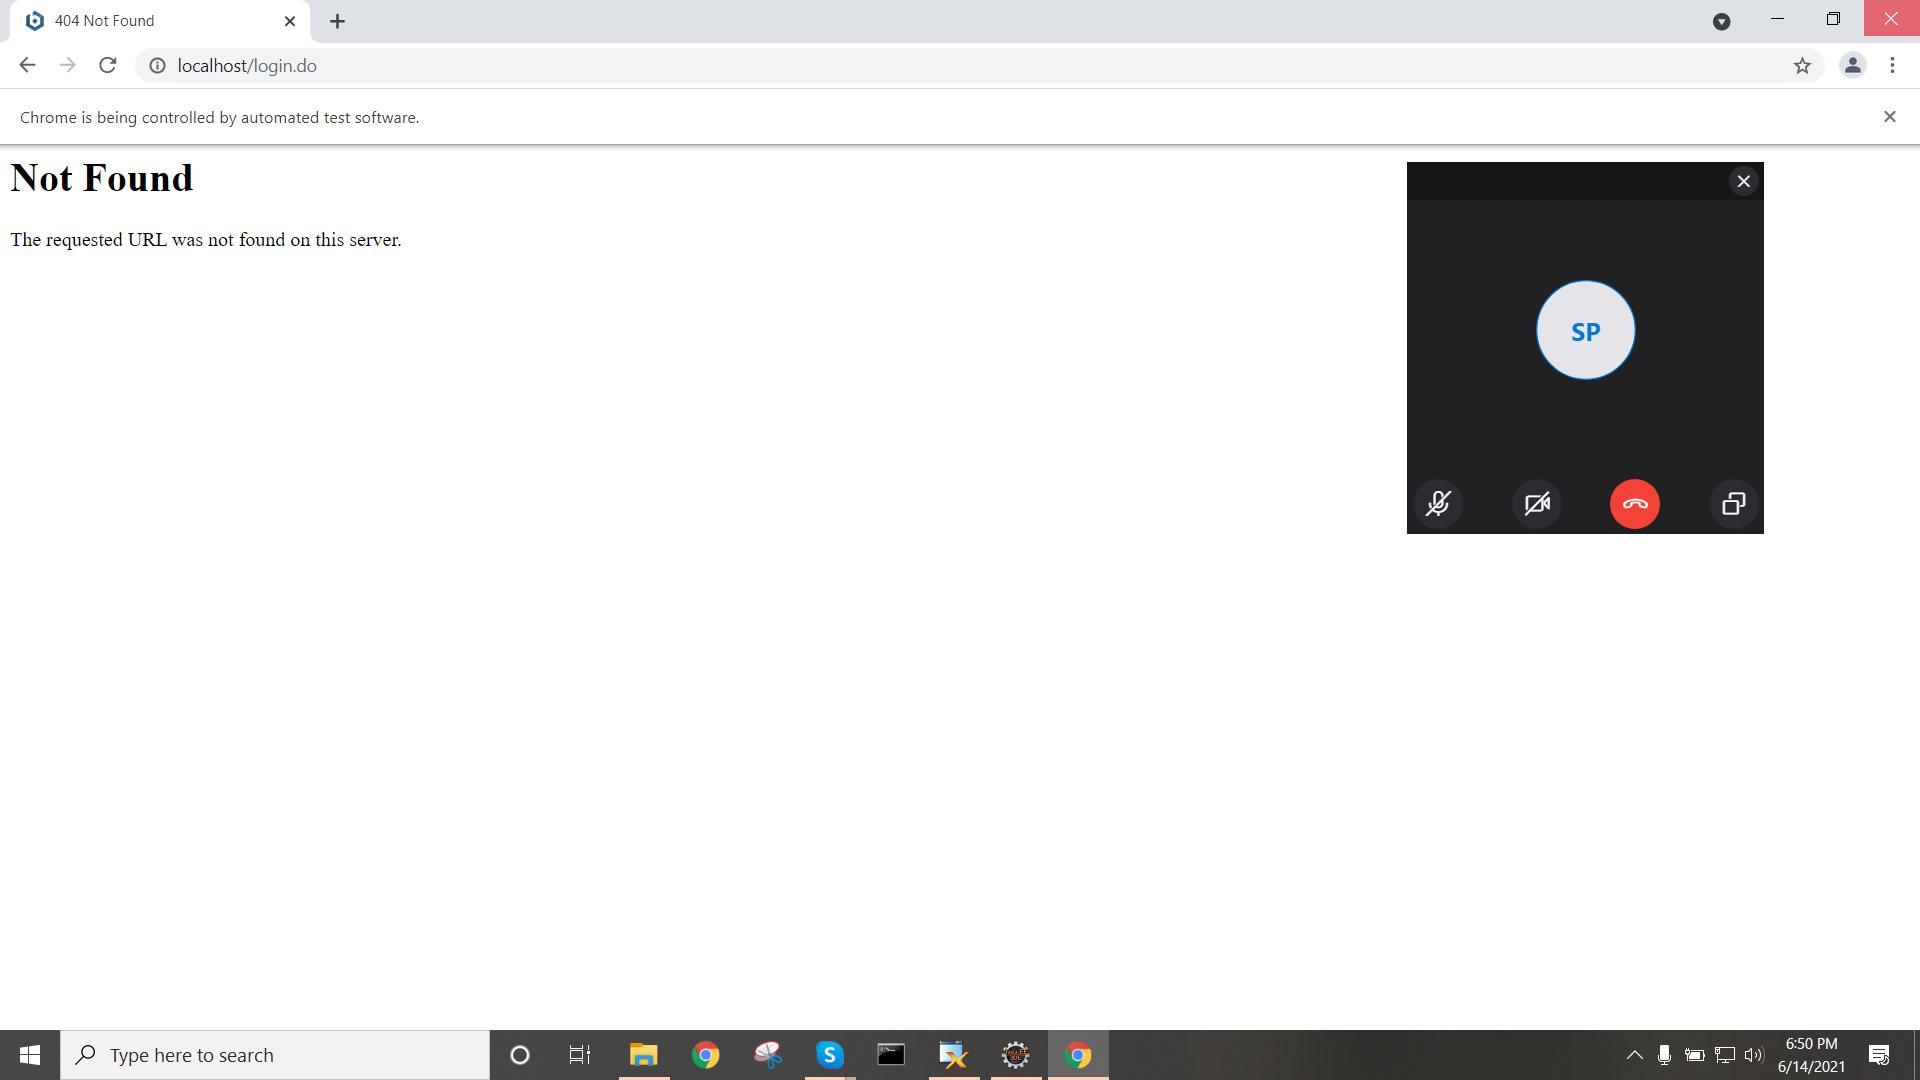 404 Not Found
localhost/login.do
Chrome is being controlled by automated test software.
Not Found
The requested URL was not found on this server.
SP
Type here to search
S
6:50 PM
6/14/2021